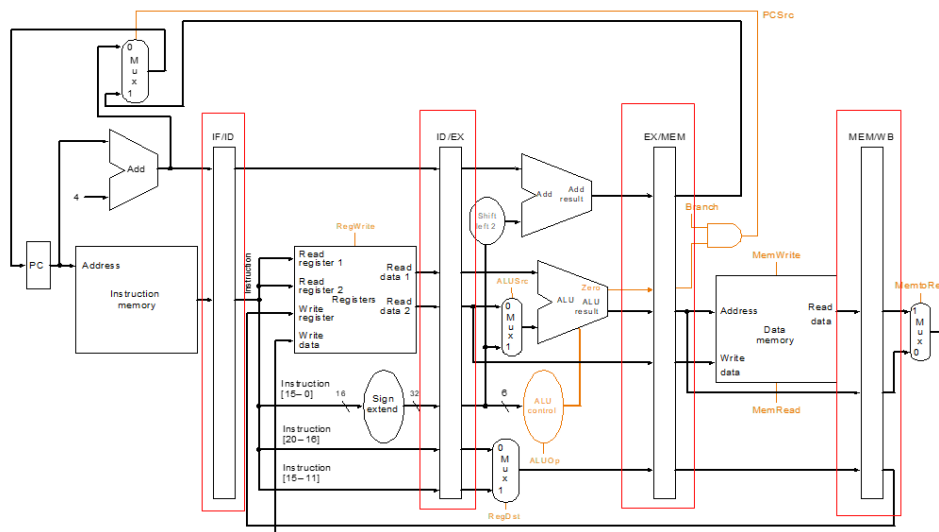 PCSrc
0
M
u
x
1
IF/ID
ID/EX
EX/MEM
MEM/WB
Add
4
Add
Add
result
Shift
left 2
Branch
RegWrite
MemWrite
PC
Address
Instruction
memory
Instruction
Read
register 1
Read
register 2
Write
register
Write
data
Registers
Read
data 1
Read
data 2
ALUSrc
0
M
u
x
1
Zero
ALU
ALU
result
Address
Read
data
Data
memory
Write
data
MemRead
MemtoRe
1
M
u
x
0
Instruction
[15–0]
16
Sign
extend
32
6
ALU
control
ALUOp
Instruction
[20–16]
Instruction
[15–11]
0
M
u
x
1
RegDst